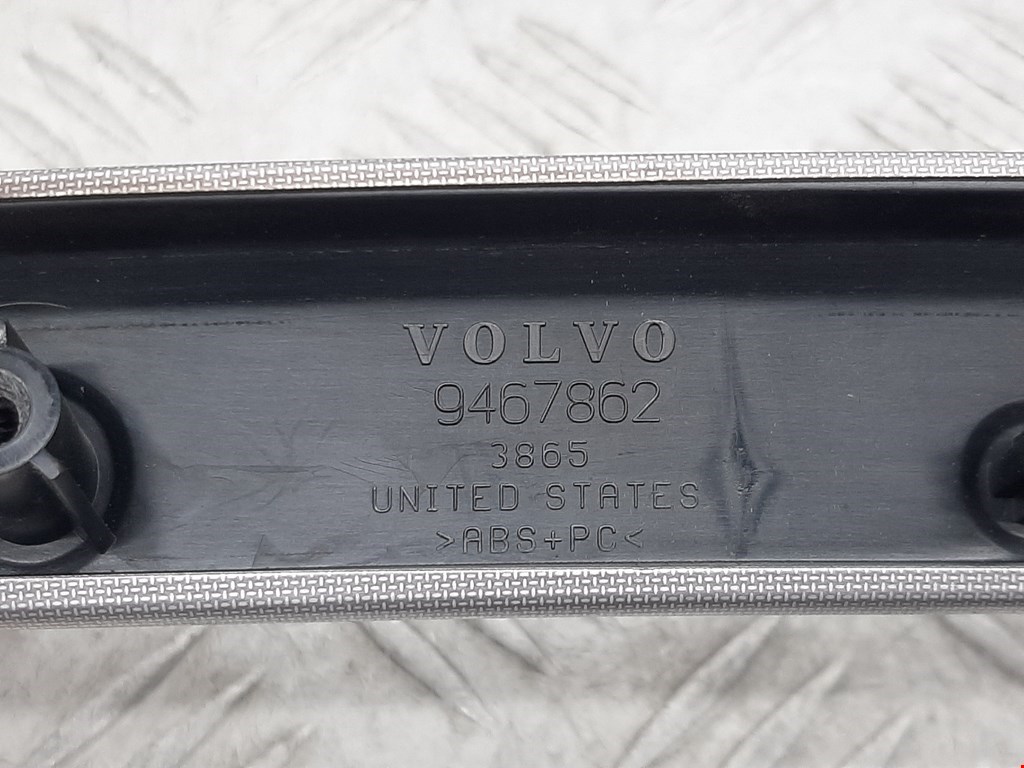 VOLVO
9467862
3865
UNITED STATES
>ABS+PC<